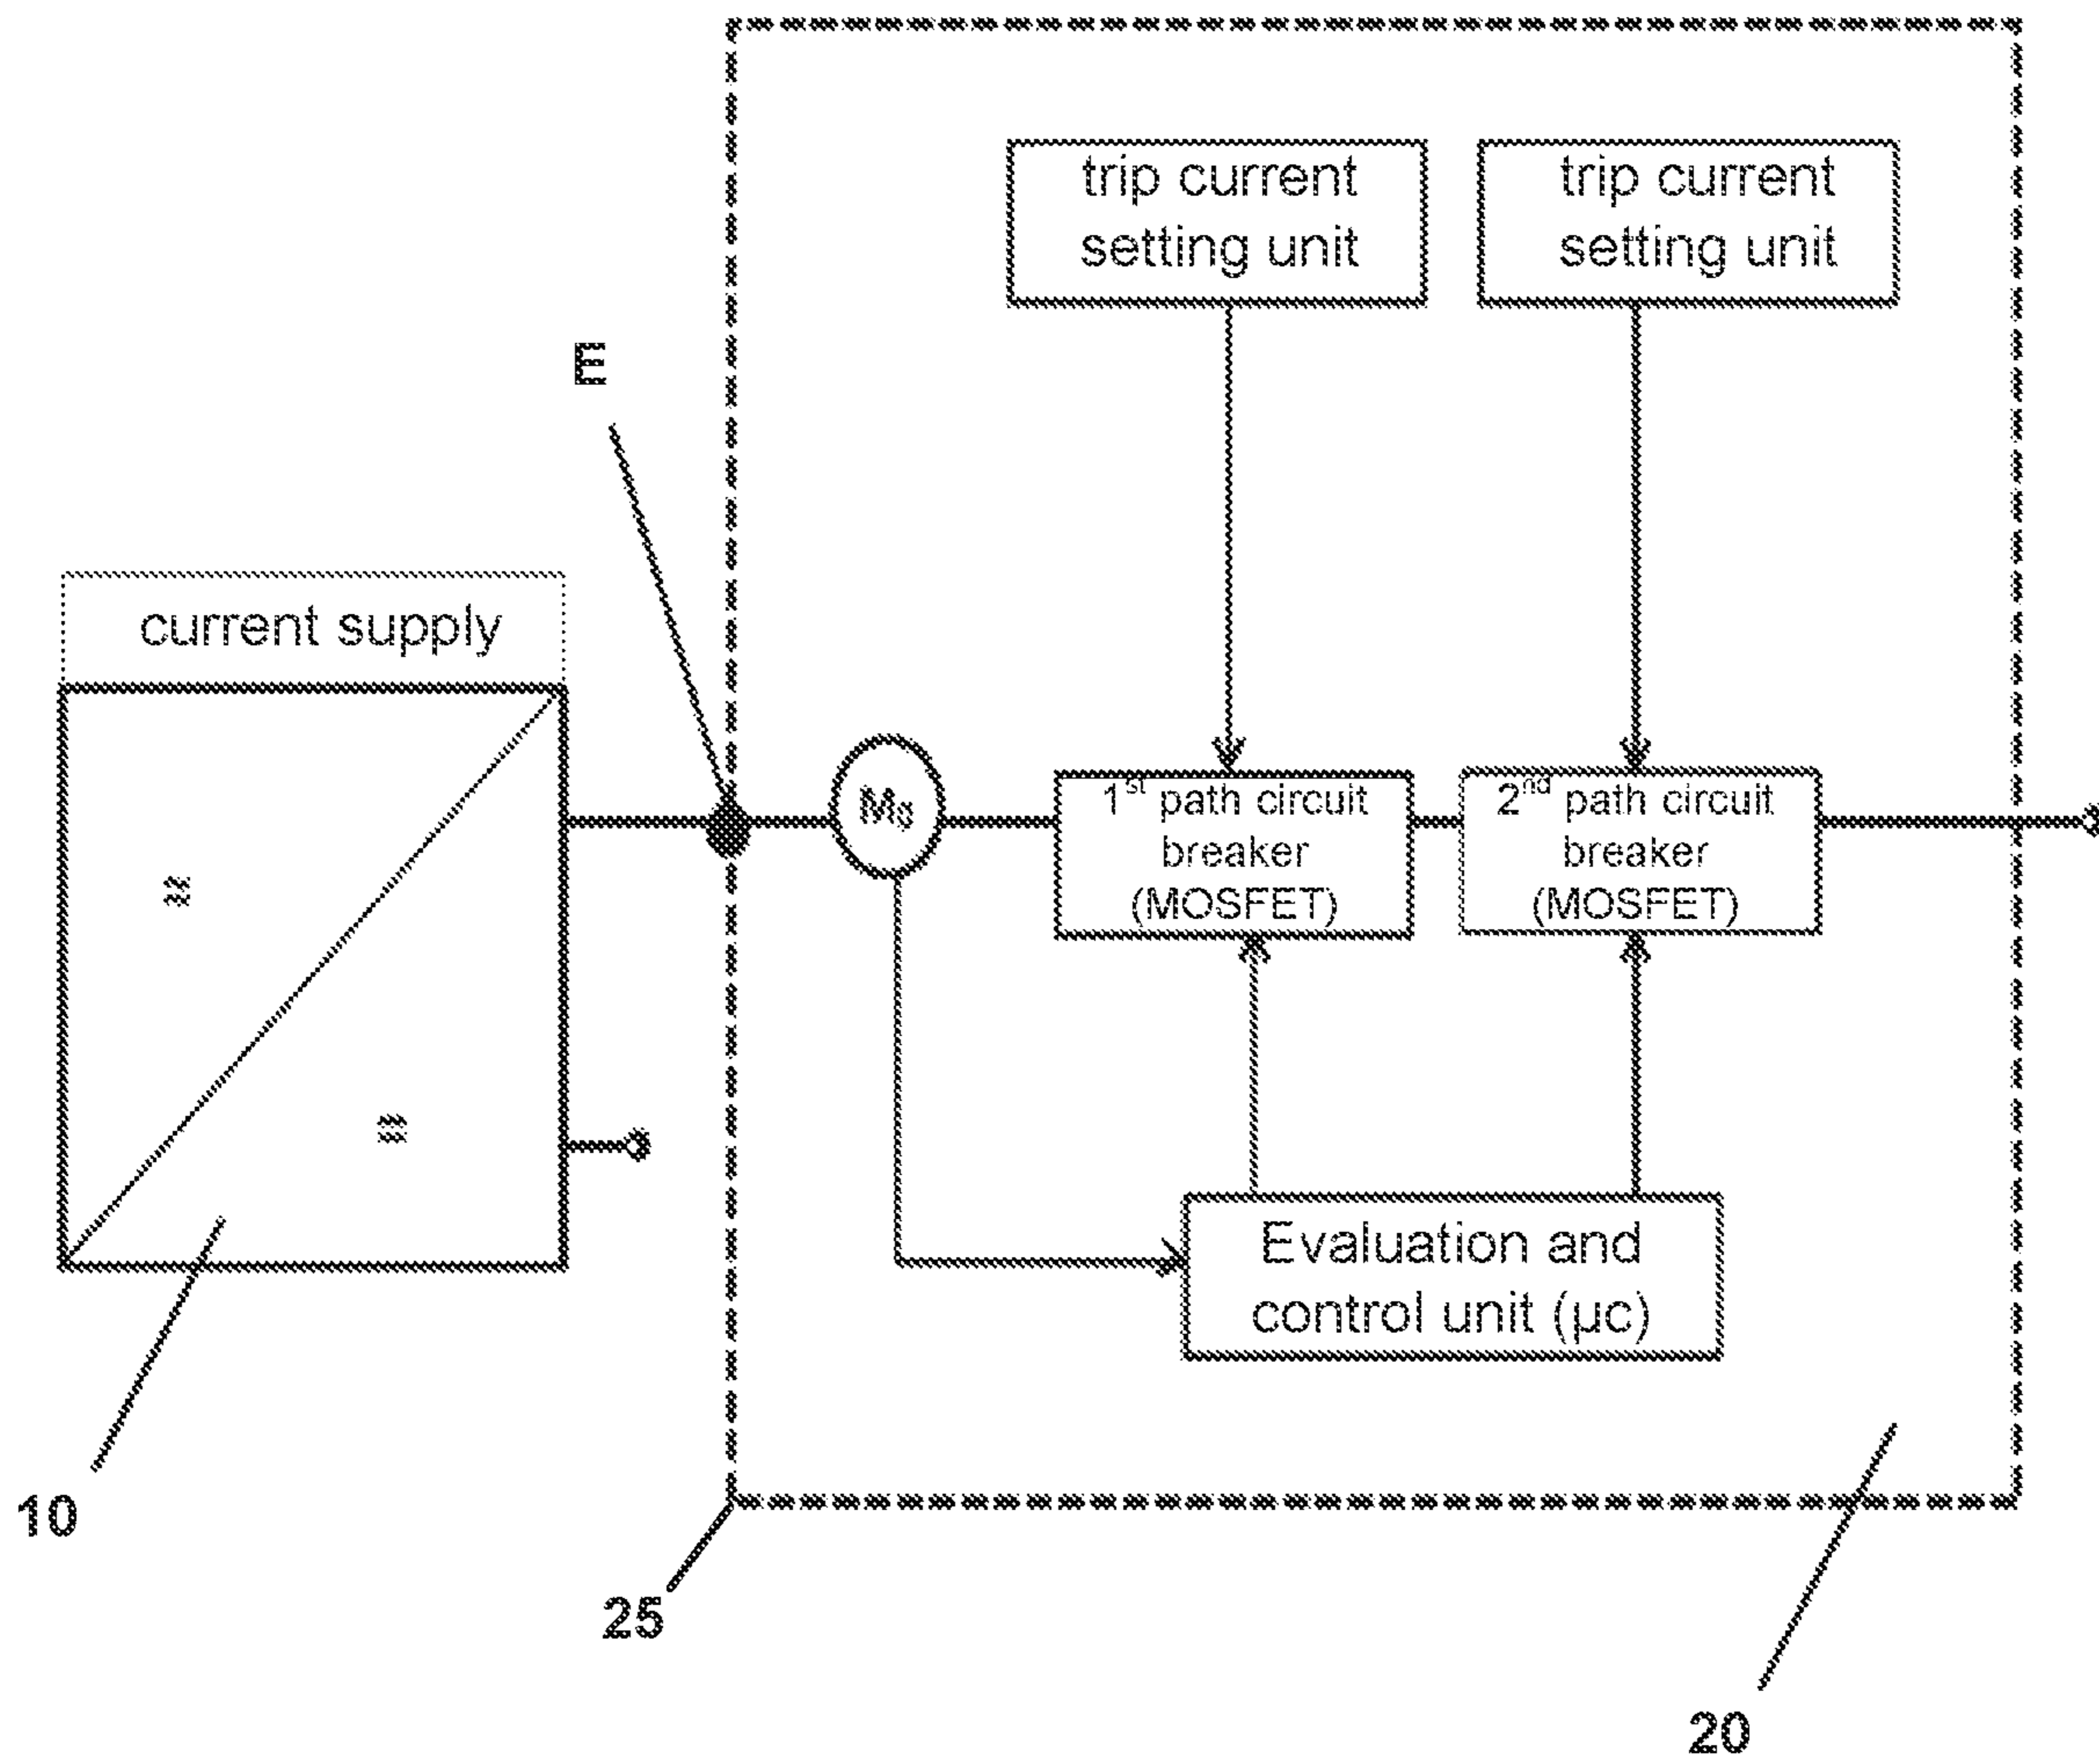 trip current
setting unit
trip current
setting unit
E
current supply
M0
1st path circuit
breaker
(MOSFET)
2nd path circuit
breaker
(MOSFET)
Evaluation and
control unit (µc)
10
25
20